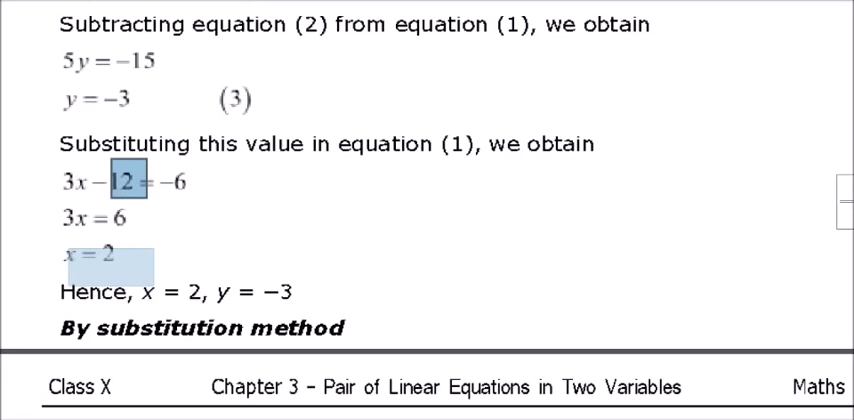 Subtracting equation (2) from equation (1), we obtain
5y = −15
y = −3 (3)
Substituting this value in equation (1), we obtain
3x − 12 = −6
3x = 6
x = 2
Hence, x = 2, y = −3
By substitution method
Class X Chapter 3 – Pair of Linear Equations in Two Variables Maths